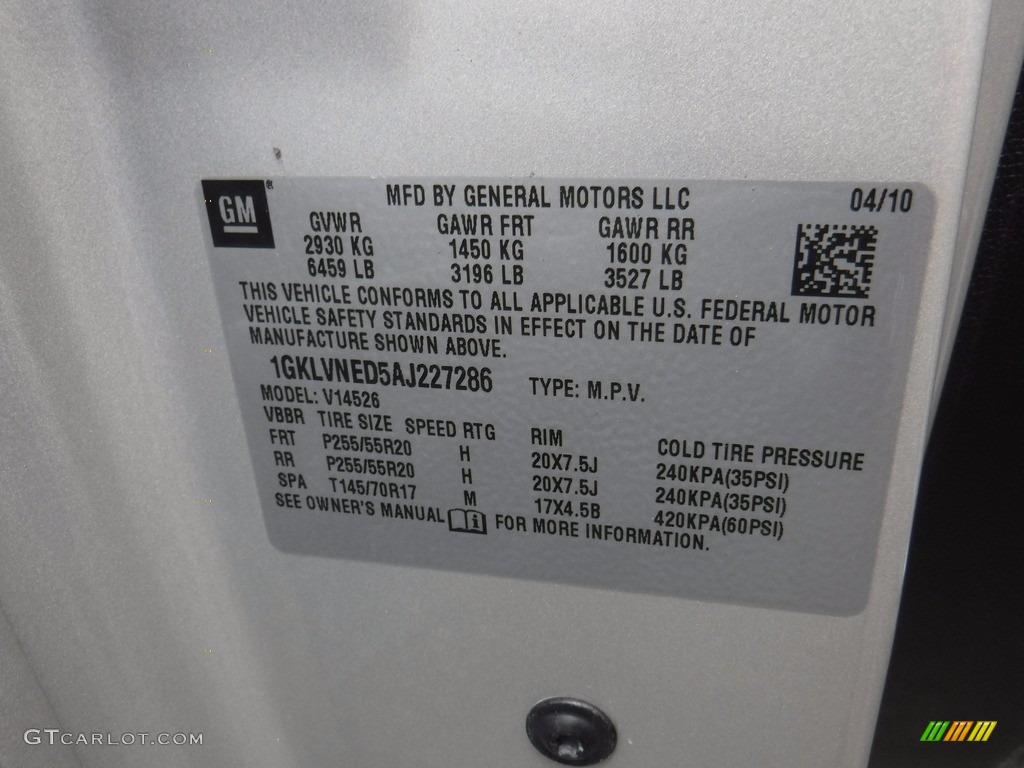 GM
MFD BY GENERAL MOTORS LLC 04/10
GVWR GAWR FRT GAWR RR
2930 KG 1450 KG 1600 KG
6459 LB 3196 LB 3527 LB
THIS VEHICLE CONFORMS TO ALL APPLICABLE U.S. FEDERAL MOTOR
VEHICLE SAFETY STANDARDS IN EFFECT ON THE DATE OF
MANUFACTURE SHOWN ABOVE.
1GKLVNED5AJ227286 TYPE: M.P.V.
MODEL: V14526
VBBR TIRE SIZE SPEED RTG RIM COLD TIRE PRESSURE
FRT P255/55R20 H 20X7.5J 240KPA(35PSI)
RR P255/55R20 H 20X7.5J 240KPA(35PSI)
SPA T145/70R17 M 17X4.5B 420KPA(60PSI)
SEE OWNER'S MANUAL FOR MORE INFORMATION.
GTCARLOT.COM